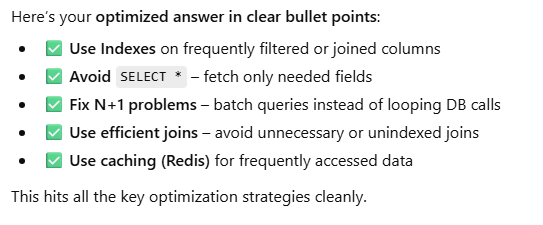 Here's your optimized answer in clear bullet points:
• ✅ Use Indexes on frequently filtered or joined columns
• ✅ Avoid SELECT * – fetch only needed fields
• ✅ Fix N+1 problems – batch queries instead of looping DB calls
• ✅ Use efficient joins – avoid unnecessary or unindexed joins
• ✅ Use caching (Redis) for frequently accessed data
This hits all the key optimization strategies cleanly.